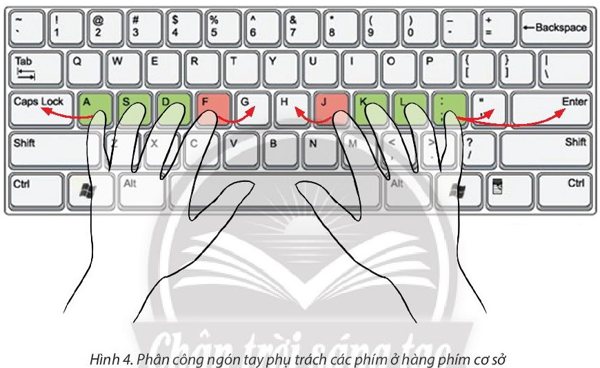 ~ ! @ # $ % ^ & * ( ) - +
` 1 2 3 4 5 6 7 8 9 0 - = ←Backspace
Tab Q W E R T Y U I O P { } |
[ ] \
Caps Lock A S D F G H J K L : " Enter
; '
Shift Z X C V B N M < > ? Shift
, . /
Ctrl Alt Alt Ctrl
Chân trời sáng tạo
Hình 4. Phân công ngón tay phụ trách các phím ở hàng phím cơ sở